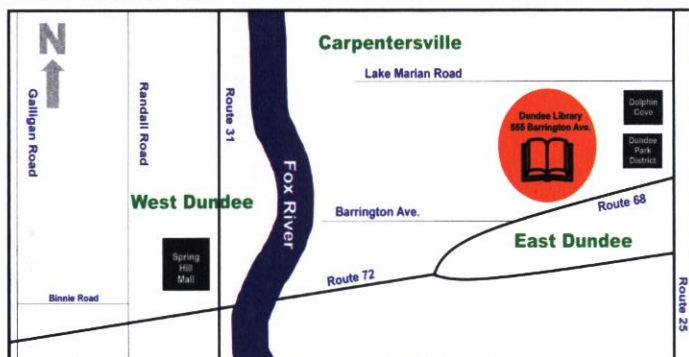 N
Carpentersville
Lake Marian Road
Galligan Road
Randall Road
Route 31
Fox River
Dundee Library
555 Barrington Ave.
Dolphin
Cove
Dundee
Park
District
West Dundee
Barrington Ave.
Route 68
East Dundee
Spring
Hill
Mall
Route 72
Binnie Road
Route 25